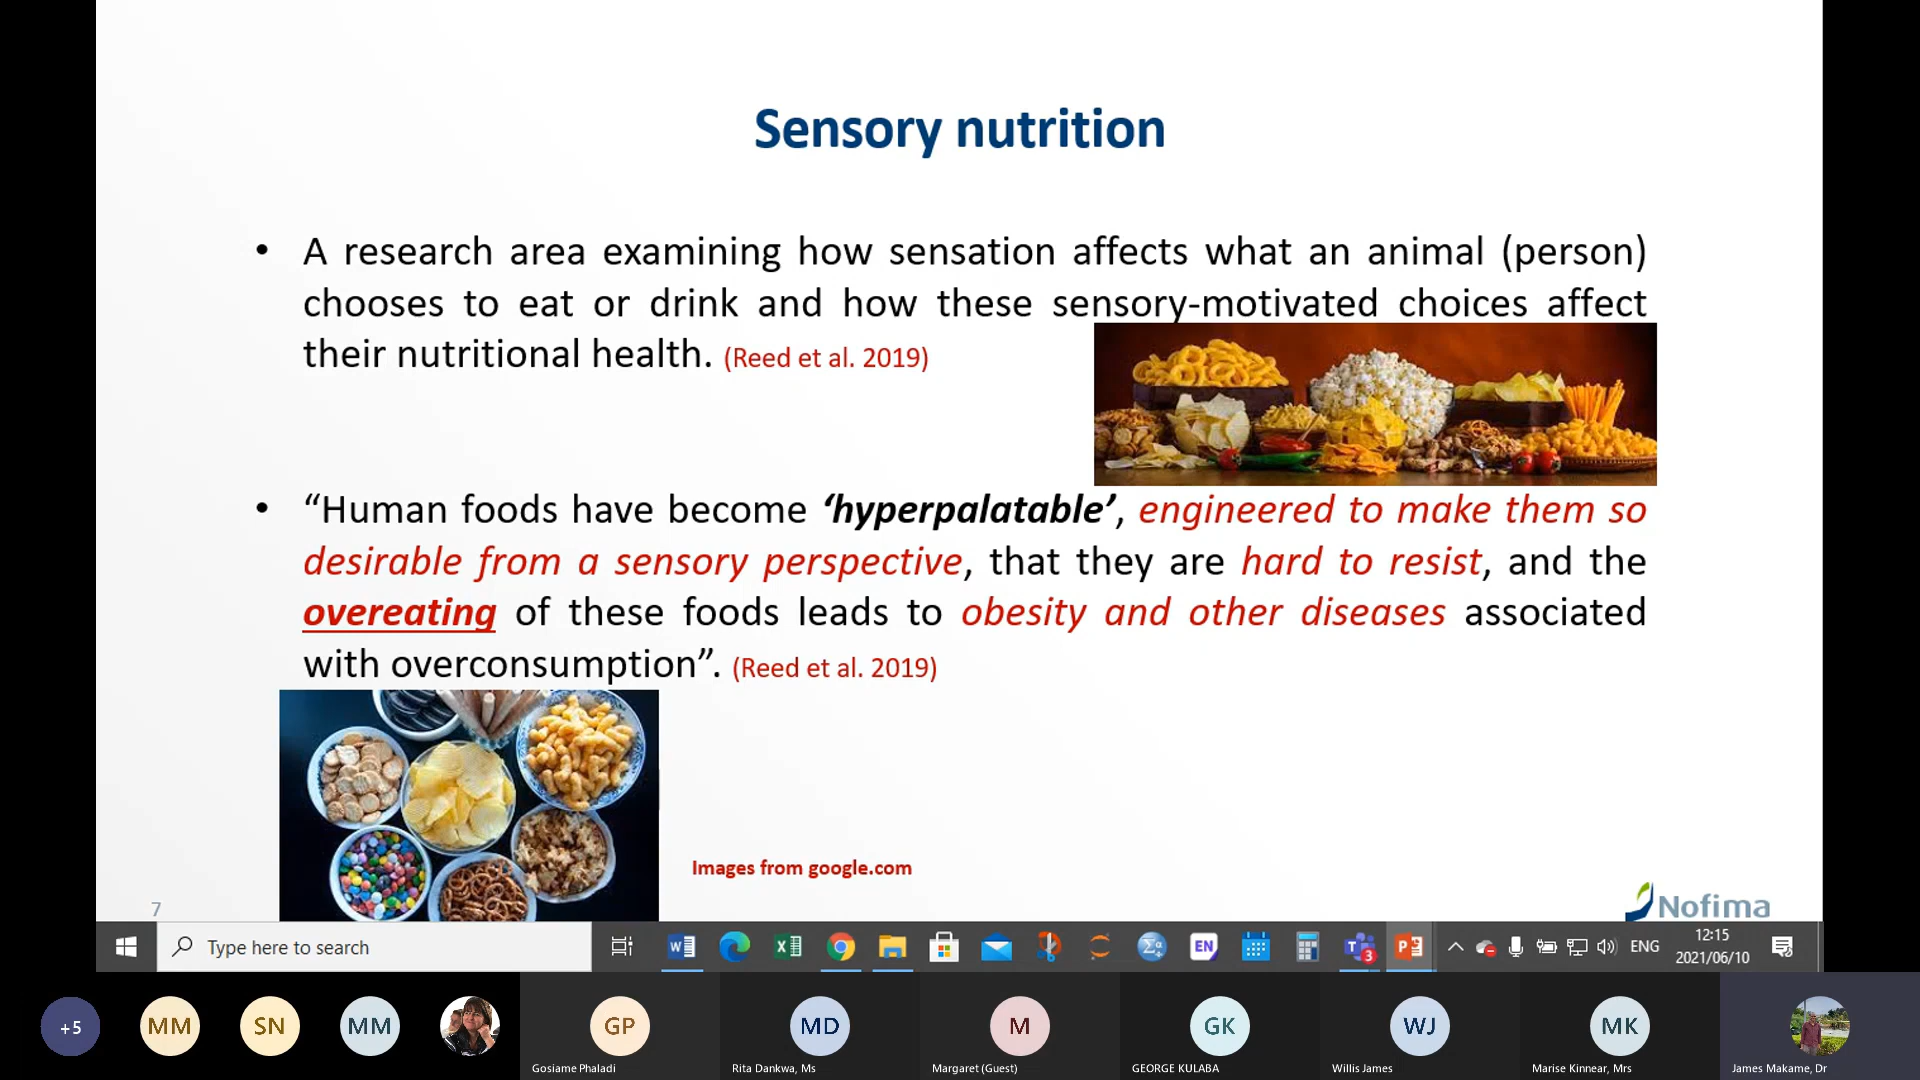 Sensory nutrition
• A research area examining how sensation affects what an animal (person)
chooses to eat or drink and how these sensory-motivated choices affect
their nutritional health. (Reed et al. 2019)
• “Human foods have become ‘hyperpalatable’, engineered to make them so
desirable from a sensory perspective, that they are hard to resist, and the
overeating of these foods leads to obesity and other diseases associated
with overconsumption”. (Reed et al. 2019)
Images from google.com
7
Nofima
Type here to search
EN
3
ENG
12:15
2021/06/10
+5
MM
SN
MM
GP
MD
M
GK
WJ
MK
Gosiame Phaladi
Rita Dankwa, Ms
Margaret (Guest)
GEORGE KULABA
Willis James
Marise Kinnear, Mrs
James Makame, Dr